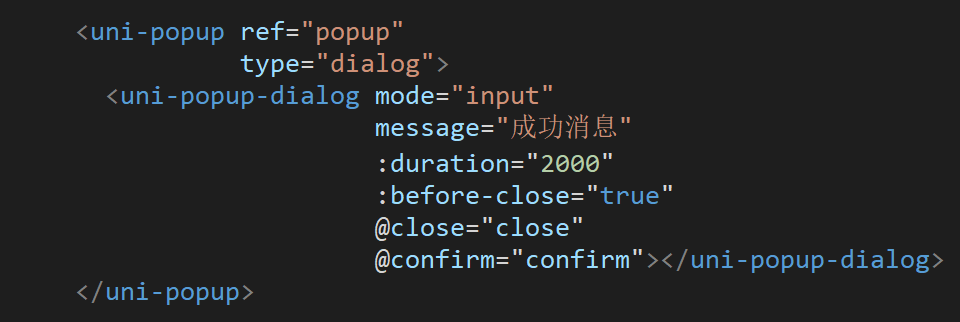 <uni-popup ref="popup"
type="dialog">
<uni-popup-dialog mode="input"
message="成功消息"
:duration="2000"
:before-close="true"
@close="close"
@confirm="confirm"></uni-popup-dialog>
</uni-popup>